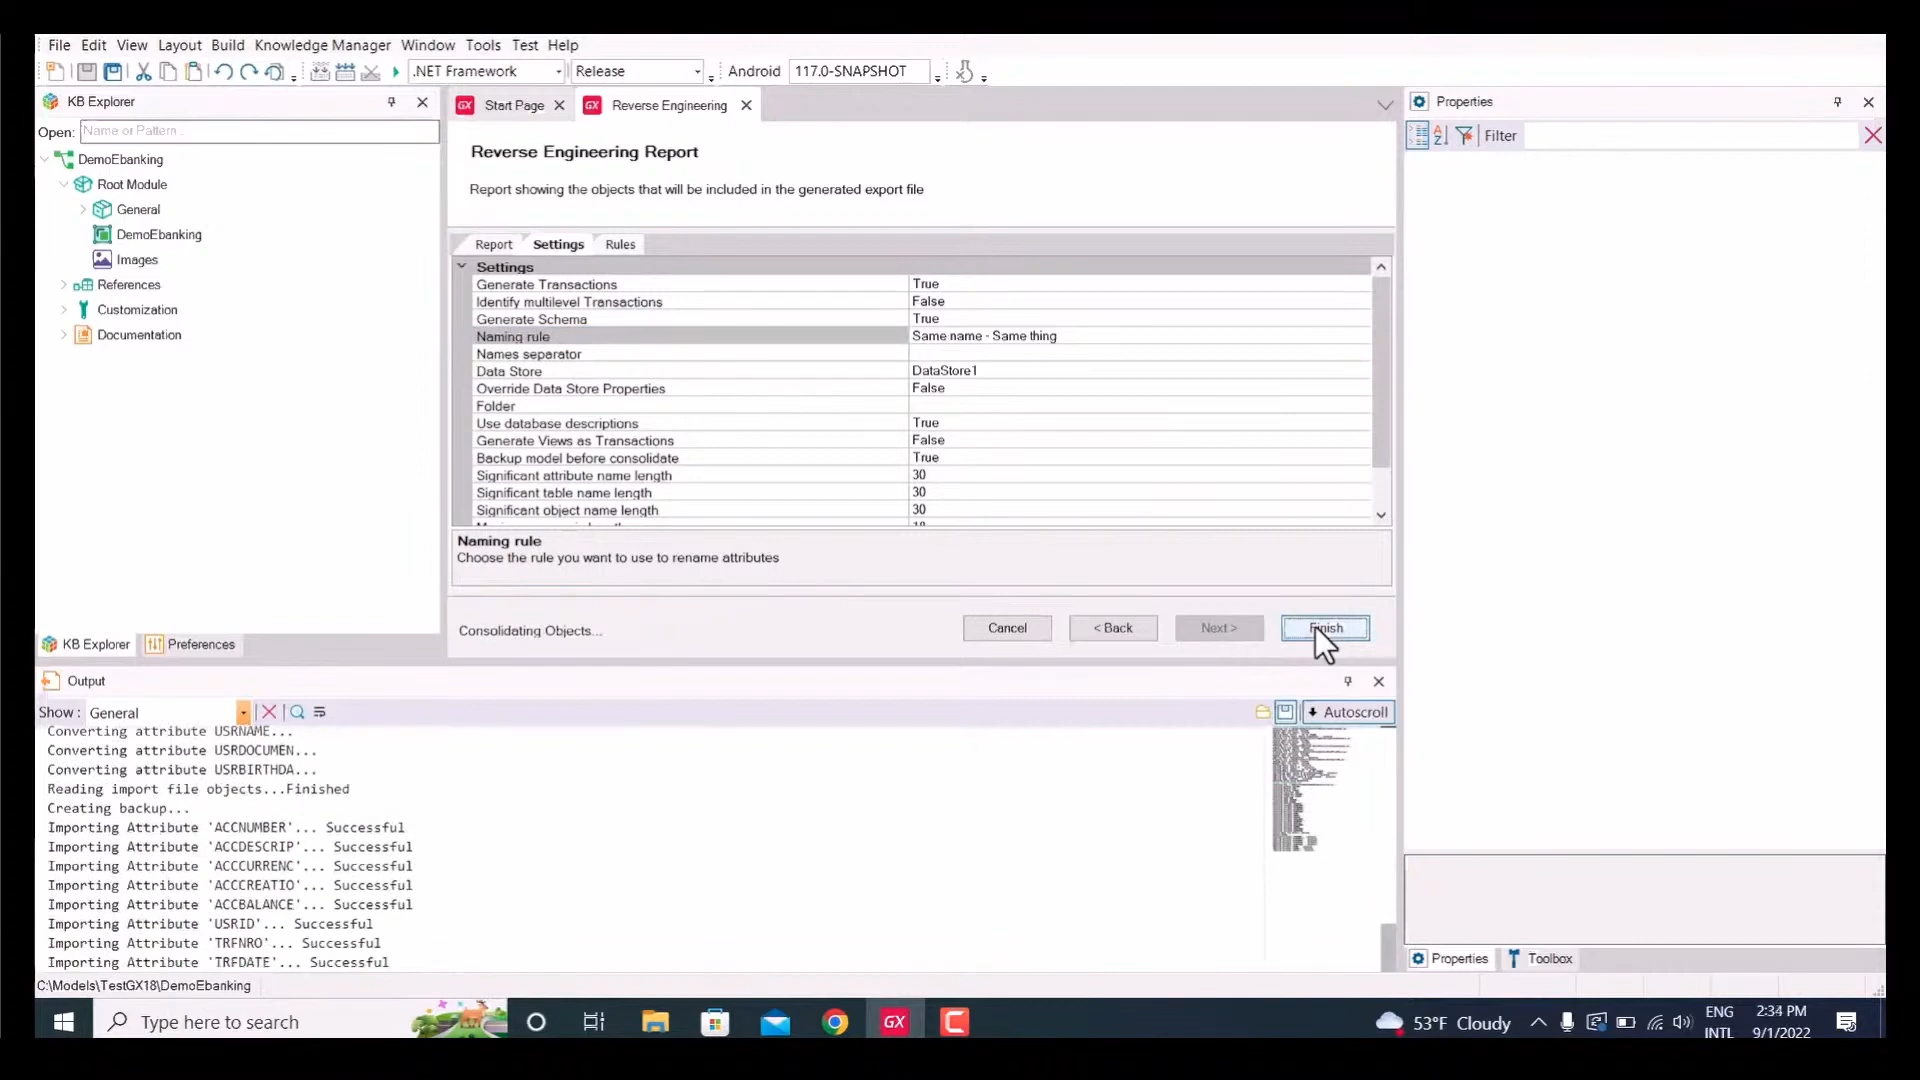 File Edit View Layout Build Knowledge Manager Window Tools Test Help
.NET Framework Release Android 117.0-SNAPSHOT
KB Explorer
Open: Name or Pattern...
DemoEbanking
Root Module
General
DemoEbanking
Images
References
Customization
Documentation
KB Explorer Preferences
GX Start Page GX Reverse Engineering
Reverse Engineering Report
Report showing the objects that will be included in the generated export file
Report Settings Rules
Settings
Generate Transactions True
Identify multilevel Transactions False
Generate Schema True
Naming rule Same name - Same thing
Names separator
Data Store DataStore1
Override Data Store Properties False
Folder
Use database descriptions True
Generate Views as Transactions False
Backup model before consolidate True
Significant attribute name length 30
Significant table name length 30
Significant object name length 30
Naming rule
Choose the rule you want to use to rename attributes
Consolidating Objects... Cancel < Back Next > Finish
Properties
Filter
Properties Toolbox
Output
Show : General Autoscroll
Converting attribute USRNAME...
Converting attribute USRDOCUMEN...
Converting attribute USRBIRTHDA...
Reading import file objects...Finished
Creating backup...
Importing Attribute 'ACCNUMBER'... Successful
Importing Attribute 'ACCDESCRIP'... Successful
Importing Attribute 'ACCCURRENC'... Successful
Importing Attribute 'ACCCREATIO'... Successful
Importing Attribute 'ACCBALANCE'... Successful
Importing Attribute 'USRID'... Successful
Importing Attribute 'TRFNRO'... Successful
Importing Attribute 'TRFDATE'... Successful
C:\Models\TestGX18\DemoEbanking
Type here to search GX 53°F Cloudy ENG INTL 2:34 PM 9/1/2022